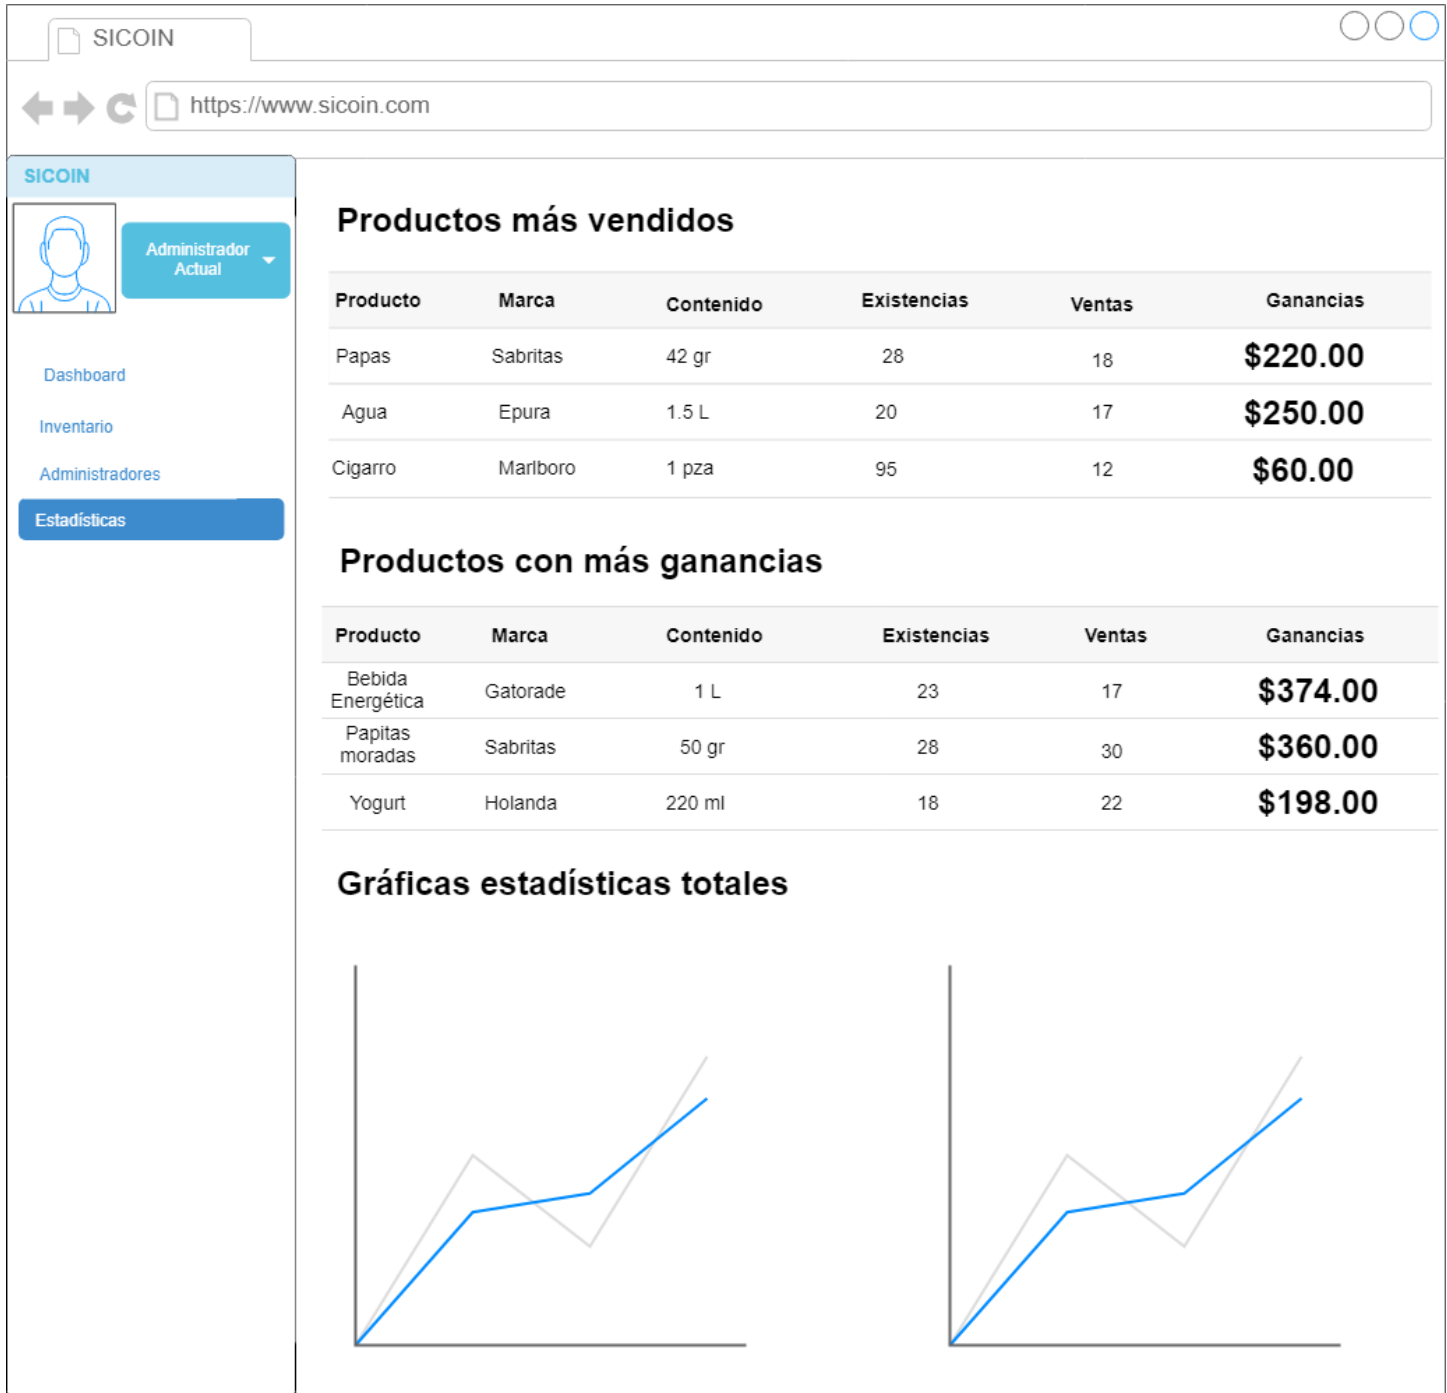 SICOIN
https://www.sicoin.com
SICOIN
Administrador
Actual
Dashboard
Inventario
Administradores
Estadísticas
Productos más vendidos
Producto Marca Contenido Existencias Ventas Ganancias
Papas Sabritas 42 gr 28 18 $220.00
Agua Epura 1.5 L 20 17 $250.00
Cigarro Marlboro 1 pza 95 12 $60.00
Productos con más ganancias
Producto Marca Contenido Existencias Ventas Ganancias
Bebida
Energética Gatorade 1 L 23 17 $374.00
Papitas
moradas Sabritas 50 gr 28 30 $360.00
Yogurt Holanda 220 ml 18 22 $198.00
Gráficas estadísticas totales